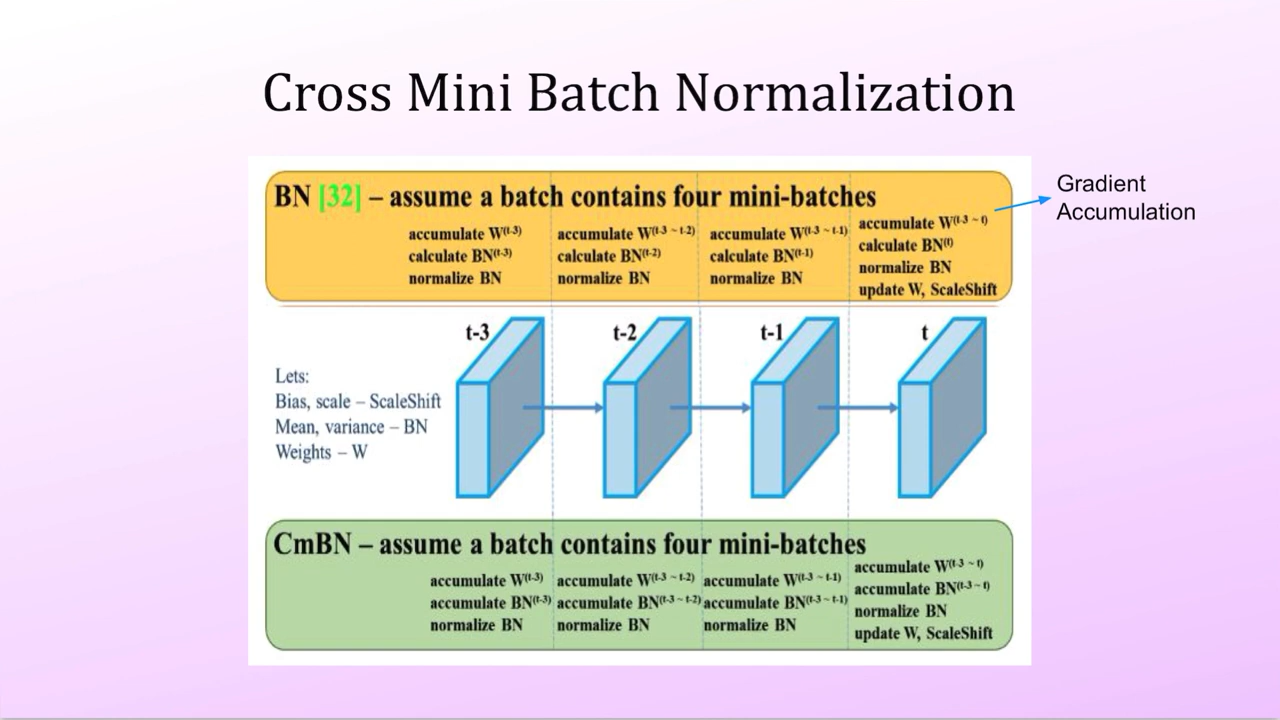 Cross Mini Batch Normalization
BN [32] – assume a batch contains four mini-batches
accumulate W(t-3)
calculate BN(t-3)
normalize BN
accumulate W(t-3 ~ t-2)
calculate BN(t-2)
normalize BN
accumulate W(t-3 ~ t-1)
calculate BN(t-1)
normalize BN
accumulate W(t-3 ~ t)
calculate BN(t)
normalize BN
update W, ScaleShift
Gradient
Accumulation
t-3
t-2
t-1
t
Lets:
Bias, scale – ScaleShift
Mean, variance – BN
Weights – W
CmBN – assume a batch contains four mini-batches
accumulate W(t-3)
accumulate BN(t-3)
normalize BN
accumulate W(t-3 ~ t-2)
accumulate BN(t-3 ~ t-2)
normalize BN
accumulate W(t-3 ~ t-1)
accumulate BN(t-3 ~ t-1)
normalize BN
accumulate W(t-3 ~ t)
accumulate BN(t-3 ~ t)
normalize BN
update W, ScaleShift